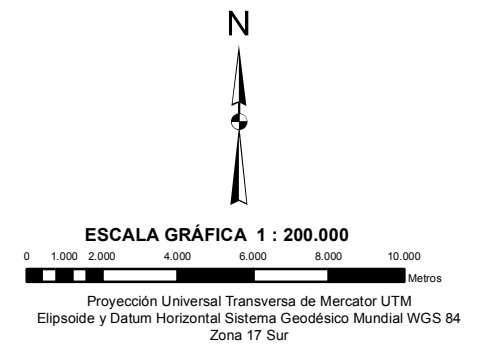 N
ESCALA GRÁFICA 1 : 200.000
0 1.000 2.000 4.000 6.000 8.000 10.000
Metros
Proyección Universal Transversa de Mercator UTM
Elipsoide y Datum Horizontal Sistema Geodésico Mundial WGS 84
Zona 17 Sur